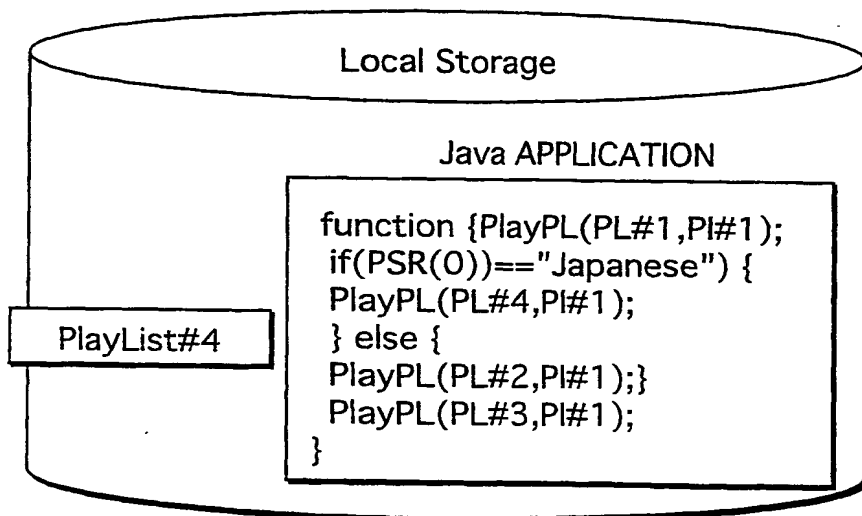 Local Storage
Java APPLICATION
function {PlayPL(PL#1,PI#1);
if(PSR(0))=="Japanese") {
PlayPL(PL#4,PI#1);
} else {
PlayPL(PL#2,PI#1);}
PlayPL(PL#3,PI#1);
}
PlayList#4